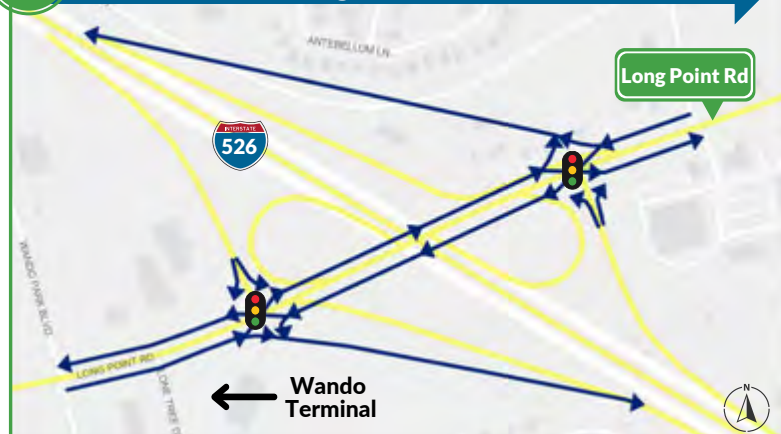 ANTEBELLUM LN
Long Point Rd
INTERSTATE
526
WANDO PARK BLVD
LONG POINT RD
Wando
Terminal
N